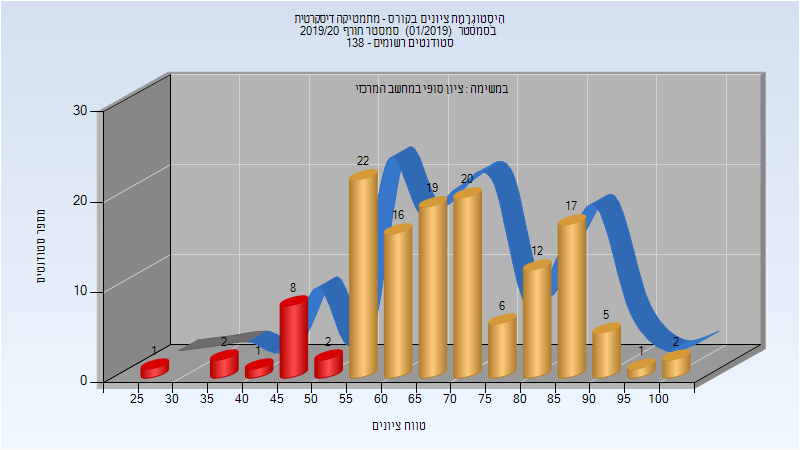 היסטוגרמת ציונים בקורס - מתמטיקה דיסקרטית
בסמסטר (01/2019) סמסטר חורף 2019/20
סטודנטים רשומים - 138
במשימה : ציון סופי במחשב המרכזי
מספר סטודנטים
30
20
10
0
1
2
1
8
2
22
16
19
20
6
12
17
5
1
2
25 30 35 40 45 50 55 60 65 70 75 80 85 90 95 100
טווח ציונים